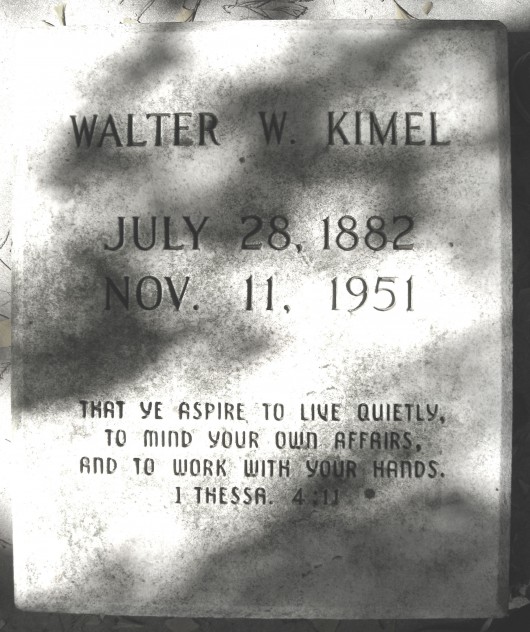 WALTER W. KIMEL
JULY 28, 1882
NOV. 11, 1951
THAT YE ASPIRE TO LIVE QUIETLY,
TO MIND YOUR OWN AFFAIRS,
AND TO WORK WITH YOUR HANDS.
I THESSA. 4:11